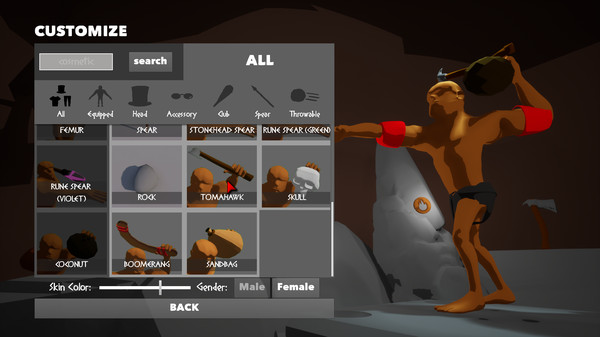 CUSTOMIZE
cosmetic
search
ALL
All
Equipped
Head
Accessory
Club
Spear
Throwable
FEMUR
SPEAR
STONEHEAD SPEAR
RUNE SPEAR (GREEN)
RUNE SPEAR
(VIOLET)
ROCK
TOMAHAWK
SKULL
COCONUT
BOOMERANG
SANDBAG
Skin Color:
Gender:
Male
Female
BACK